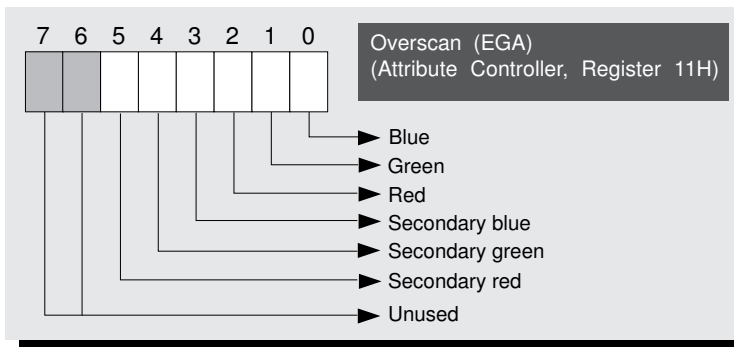 7 6 5 4 3 2 1 0
Overscan (EGA)
(Attribute Controller, Register 11H)
Blue
Green
Red
Secondary blue
Secondary green
Secondary red
Unused